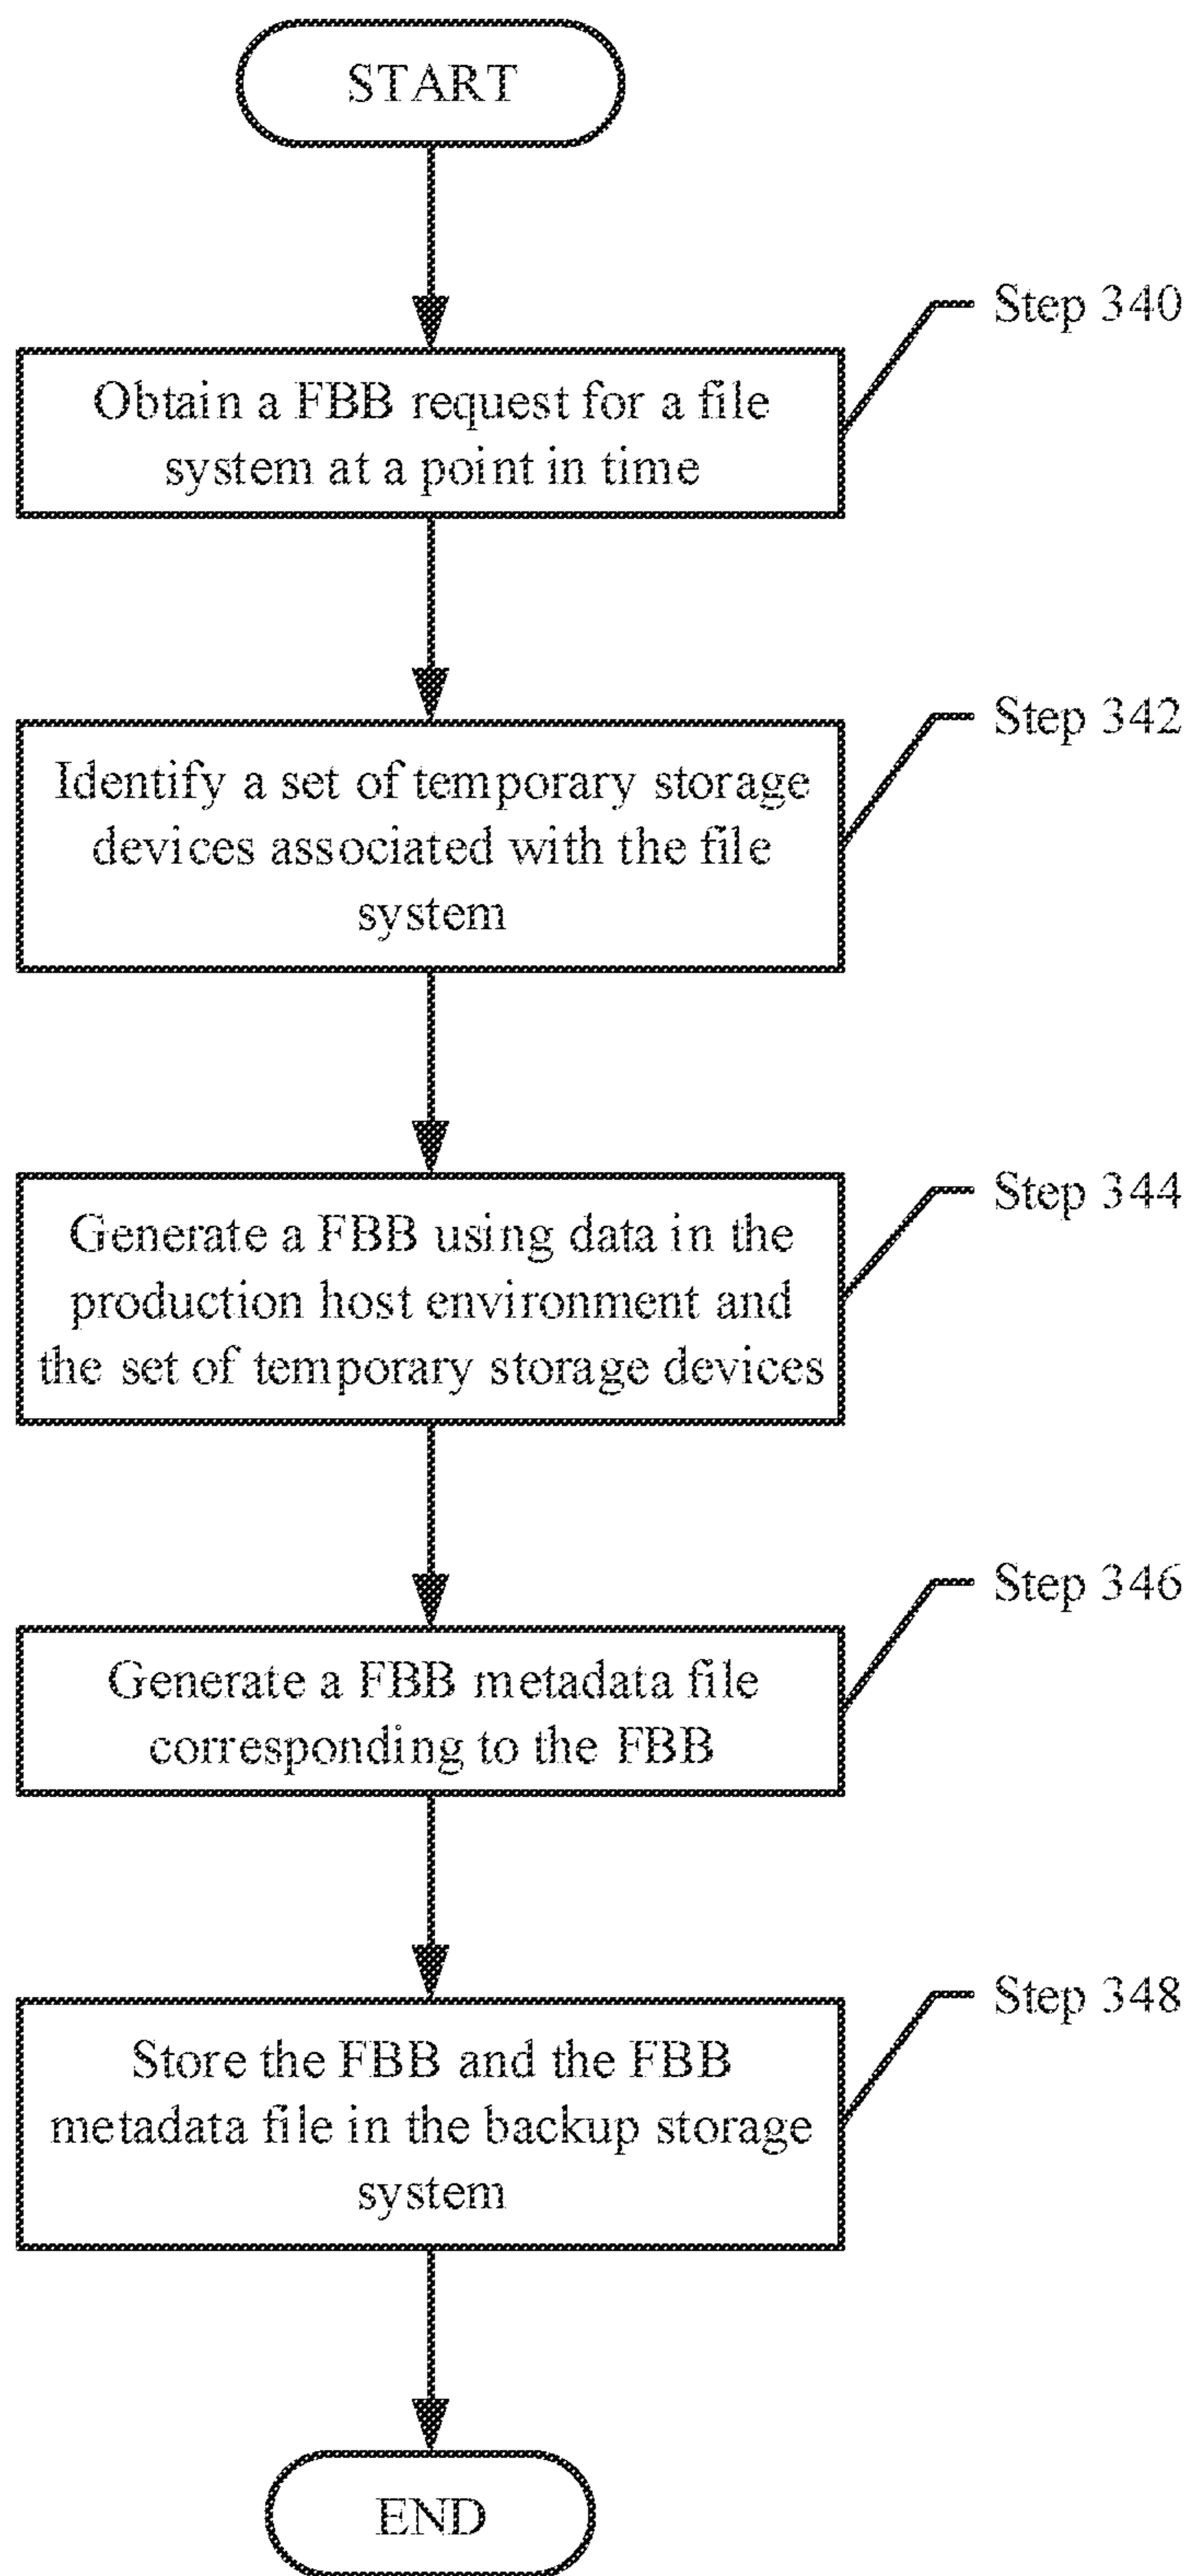 START
Step 340
Obtain a FBB request for a file
system at a point in time
Step 342
Identify a set of temporary storage
devices associated with the file
system
Step 344
Generate a FBB using data in the
production host environment and
the set of temporary storage devices
Step 346
Generate a FBB metadata file
corresponding to the FBB
Step 348
Store the FBB and the FBB
metadata file in the backup storage
system
END